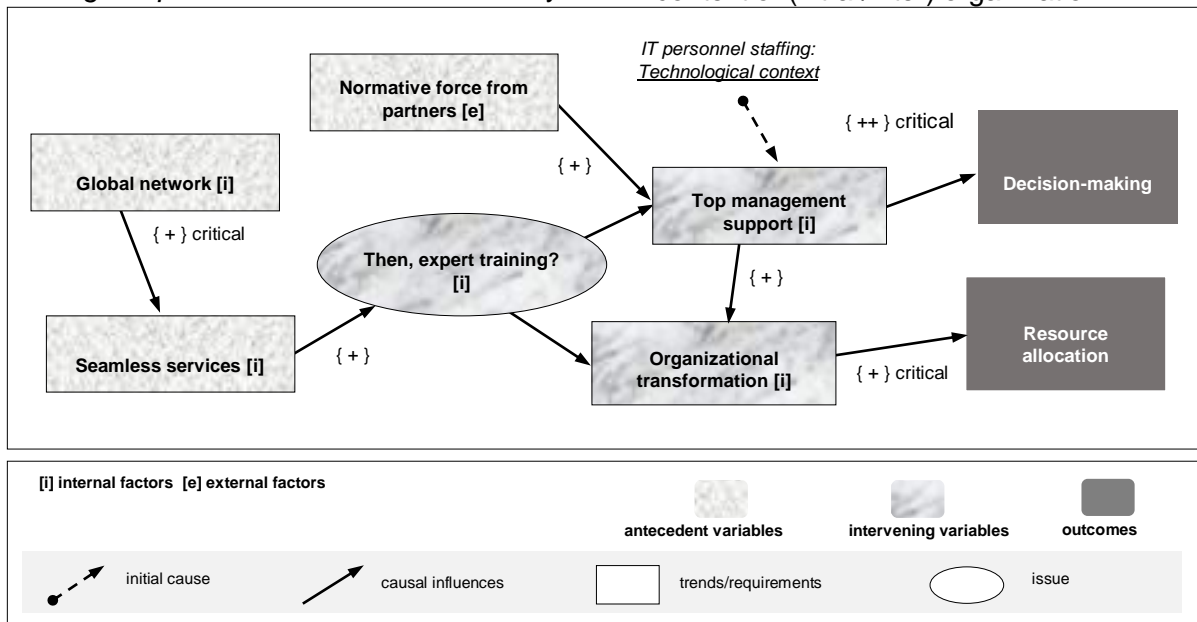 IT personnel staffing:
Technological context
Normative force from
partners [e]
{ ++ } critical
Global network [i]
{ + }
Top management
support [i]
Decision-making
{ + } critical
Then, expert training?
[i]
{ + }
Seamless services [i]
{ + }
Organizational
transformation [i]
Resource
allocation
{ + } critical
[i] internal factors [e] external factors
antecedent variables
intervening variables
outcomes
initial cause
causal influences
trends/requirements
issue